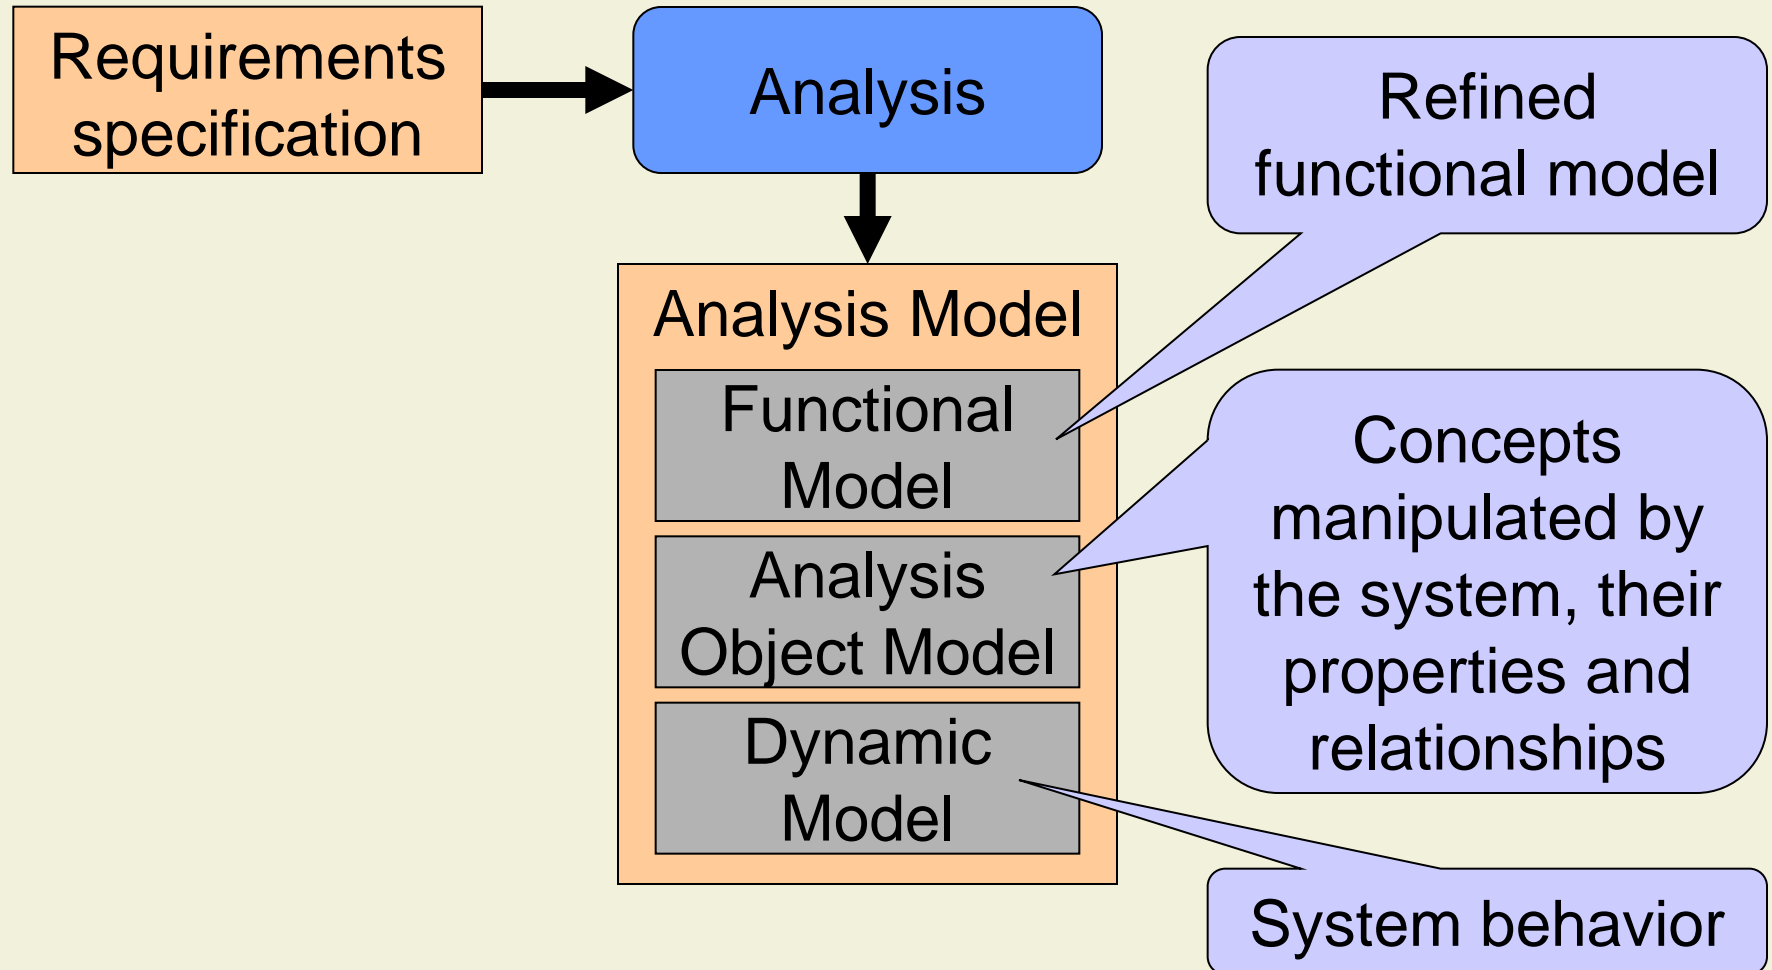 Requirements
specification
Analysis
Refined
functional model
Analysis Model
Functional
Model
Analysis
Object Model
Dynamic
Model
Concepts
manipulated by
the system, their
properties and
relationships
System behavior